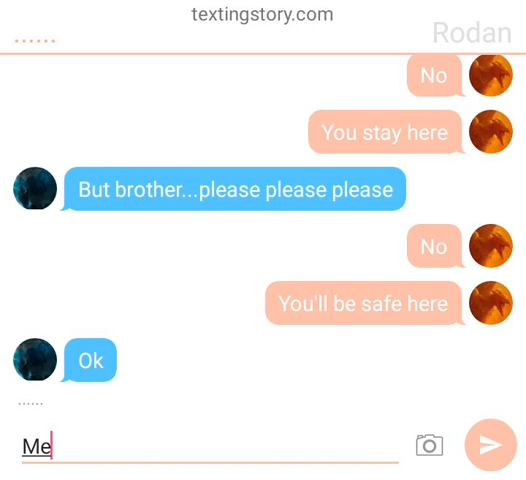 textingstory.com
...... Rodan
No
You stay here
But brother...please please please
No
You'll be safe here
Ok
......
Me